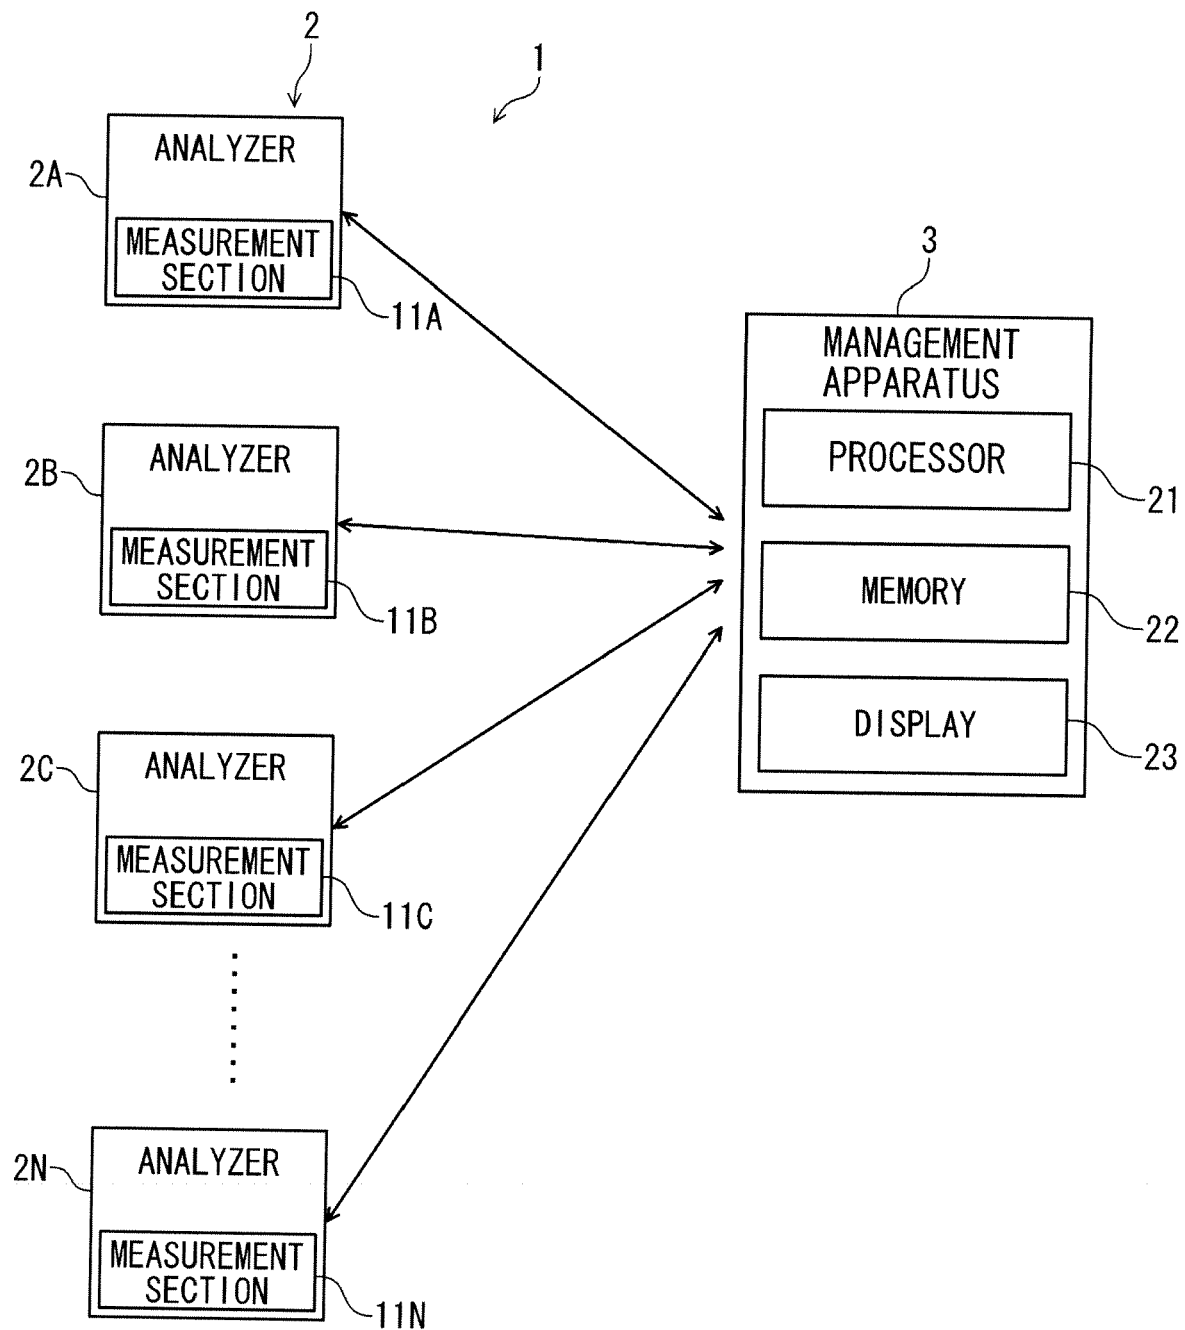 2
1
ANALYZER
2A
MEASUREMENT
SECTION
11A
3
MANAGEMENT
APPARATUS
PROCESSOR
21
MEMORY
22
DISPLAY
23
ANALYZER
2B
MEASUREMENT
SECTION
11B
ANALYZER
2C
MEASUREMENT
SECTION
11C
ANALYZER
2N
MEASUREMENT
SECTION
11N